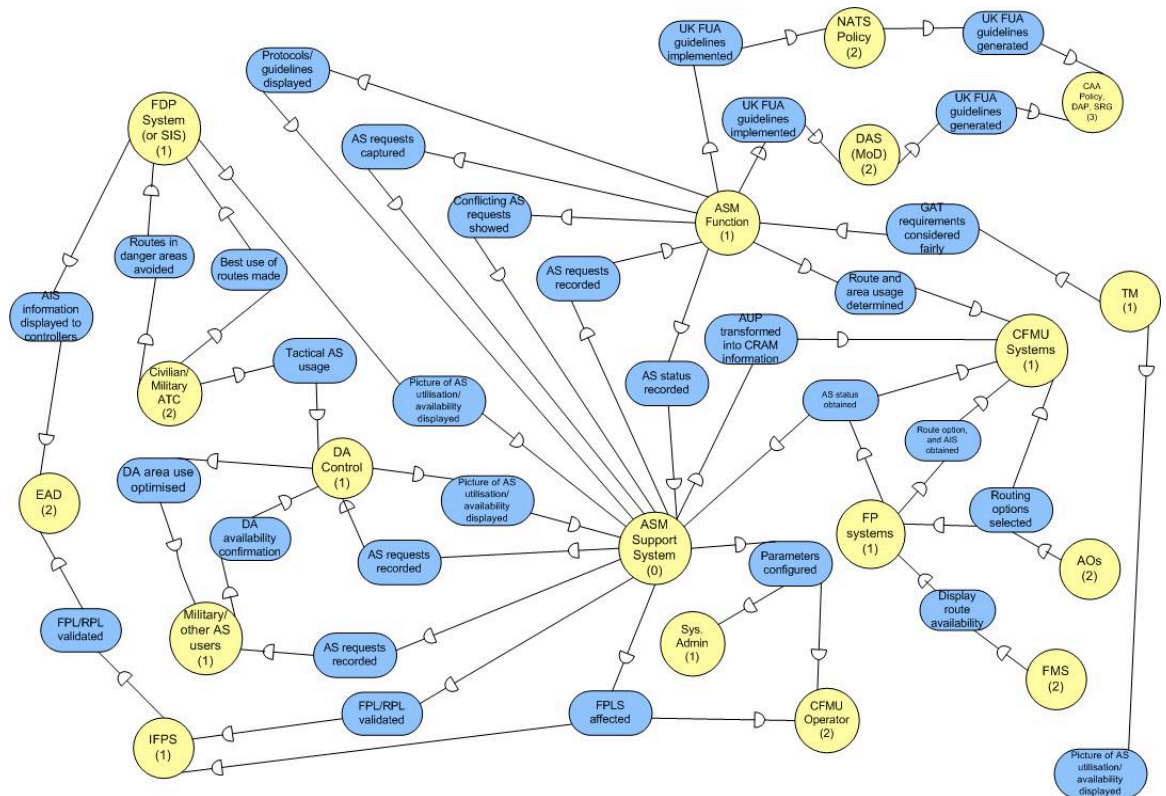 UK FUA
guidelines
implemented
NATS
Policy
(2)
UK FUA
guidelines
generated
Protocols/
guidelines
displayed
CAA
Policy,
DAP, SRG
(3)
FDP
System
(or SIS)
(1)
UK FUA
guidelines
implemented
UK FUA
guidelines
generated
DAS
(MoD)
(2)
AS requests
captured
Conflicting AS
requests
showed
ASM
Function
(1)
GAT
requirements
considered
fairly
Routes in
danger areas
avoided
Best use of
routes made
AS requests
recorded
Route and
area usage
determined
TM
(1)
AIS
information
displayed to
controllers
AUP
transformed
into CRAM
information
CFMU
Systems
(1)
Tactical AS
usage
Civilian/
Military
ATC
(2)
Picture of AS
utilisation/
availability
displayed
AS status
recorded
AS status
obtained
Route option,
and AIS
obtained
DA
Control
(1)
DA area use
optimised
EAD
(2)
Picture of AS
utilisation/
availability
displayed
Routing
options
selected
DA
availability
confirmation
ASM
Support
System
(0)
FP
systems
(1)
AS requests
recorded
Parameters
configured
AOs
(2)
Display
route
availability
FPL/RPL
validated
Military/
other AS
users
(1)
AS requests
recorded
Sys.
Admin
(1)
FMS
(2)
FPL/RPL
validated
FPLS
affected
CFMU
Operator
(2)
IFPS
(1)
Picture of AS
utilisation/
availability
displayed